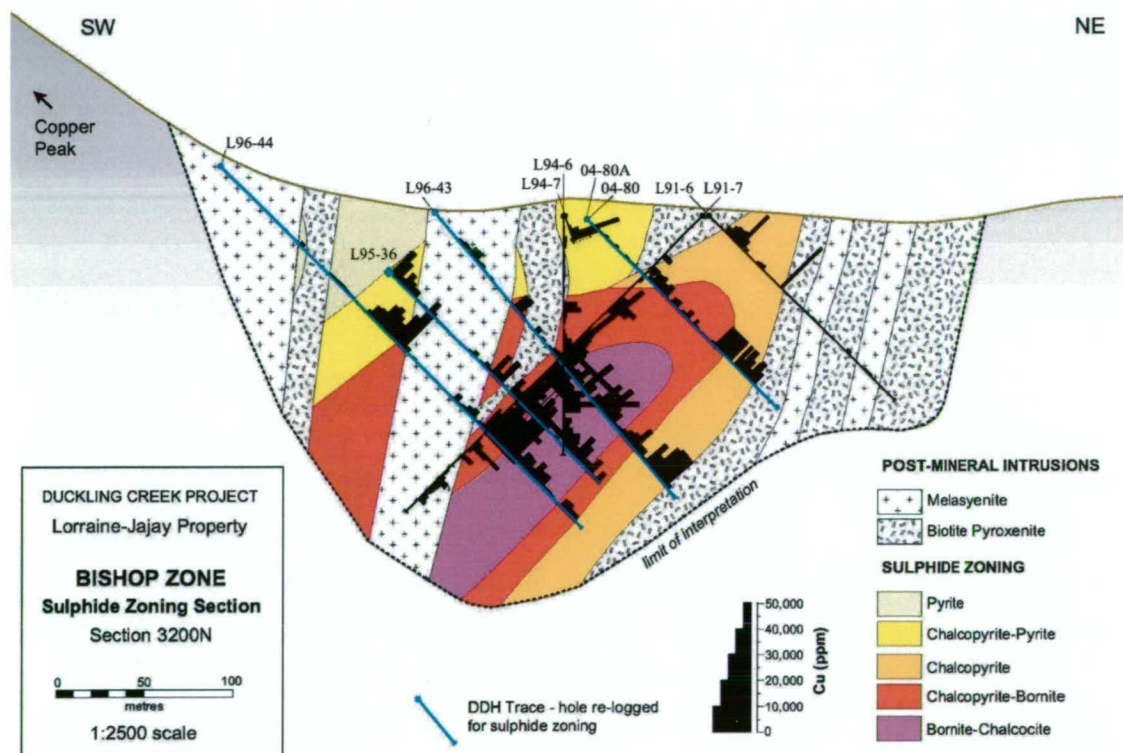 SW
NE
Copper
Peak
L96-44
L96-43
L94-6
L94-7
04-80A
04-80
L91-6
L91-7
L95-36
limit of interpretation
DUCKLING CREEK PROJECT
Lorraine-Jajay Property
BISHOP ZONE
Sulphide Zoning Section
Section 3200N
0 50 100
metres
1:2500 scale
DDH Trace - hole re-logged
for sulphide zoning
50,000
40,000
30,000
20,000
10,000
0
Cu (ppm)
POST-MINERAL INTRUSIONS
Melasyenite
Biotite Pyroxenite
SULPHIDE ZONING
Pyrite
Chalcopyrite-Pyrite
Chalcopyrite
Chalcopyrite-Bornite
Bornite-Chalcocite